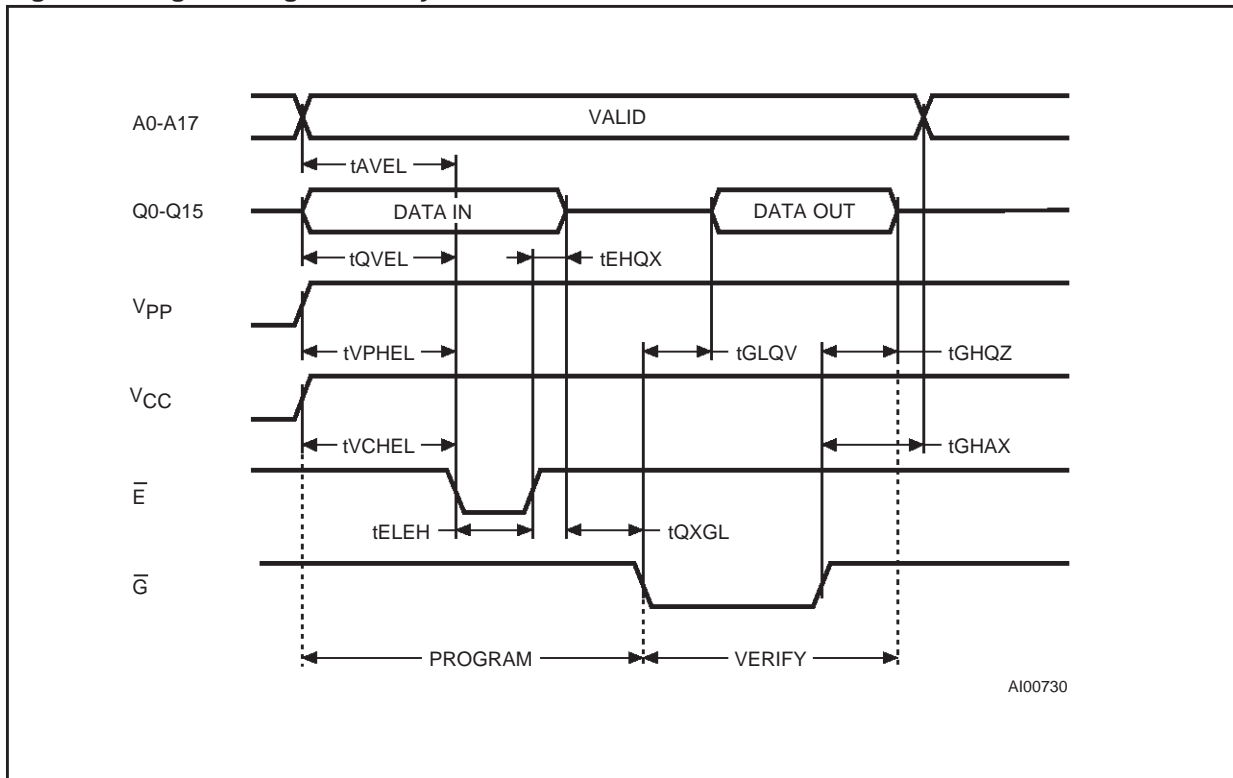 A0-A17
VALID
tAVEL
Q0-Q15
DATA IN
DATA OUT
tQVEL
tEHQX
VPP
tVPHEL
tGLQV
tGHQZ
VCC
tVCHEL
tGHAX
E̅
tELEH
tQXGL
G̅
PROGRAM
VERIFY
AI00730